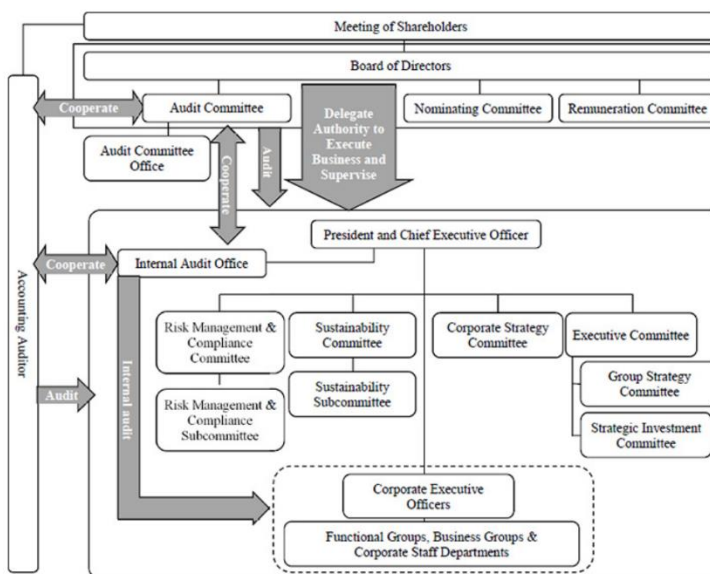 Meeting of Shareholders
Board of Directors
Cooperate
Audit Committee
Delegate
Authority to
Execute
Business and
Supervise
Nominating Committee
Remuneration Committee
Audit Committee
Office
Cooperate
Audit
President and Chief Executive Officer
Cooperate
Internal Audit Office
Accounting Auditor
Risk Management &
Compliance
Committee
Sustainability
Committee
Corporate Strategy
Committee
Executive Committee
Internal audit
Risk Management &
Compliance
Subcommittee
Sustainability
Subcommittee
Group Strategy
Committee
Audit
Strategic Investment
Committee
Corporate Executive
Officers
Functional Groups, Business Groups &
Corporate Staff Departments